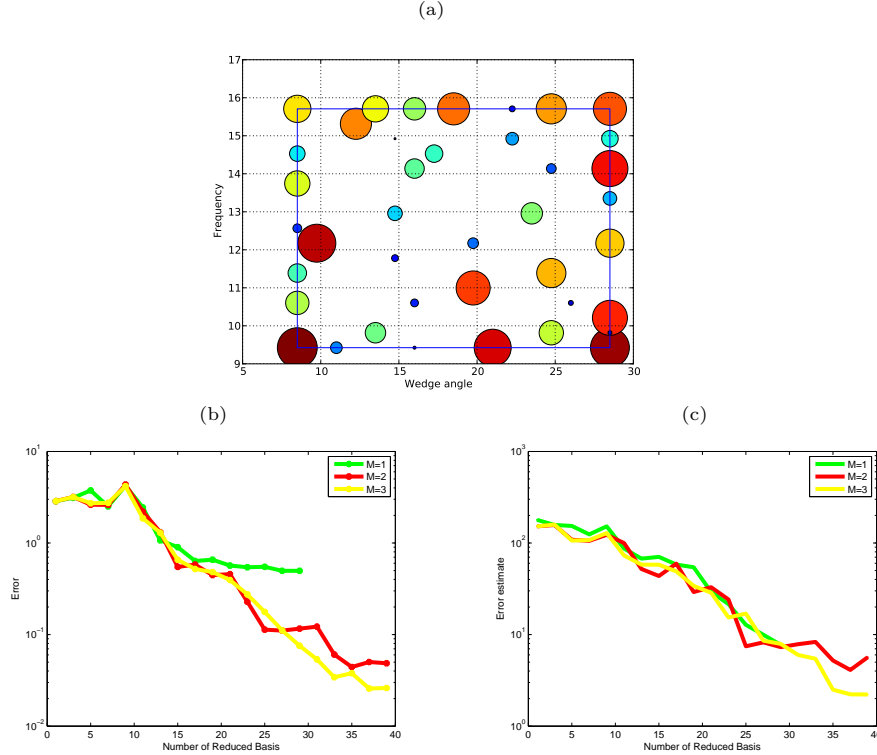 (a)
17
16
15
14
13
12
11
10
9
Frequency
5 10 15 20 25 30
Wedge angle
(b)
10^1
10^0
10^-1
10^-2
Error
M=1
M=2
M=3
0 5 10 15 20 25 30 35 40
Number of Reduced Basis
(c)
10^3
10^2
10^1
10^0
Error estimate
M=1
M=2
M=3
0 5 10 15 20 25 30 35 40
Number of Reduced Basis